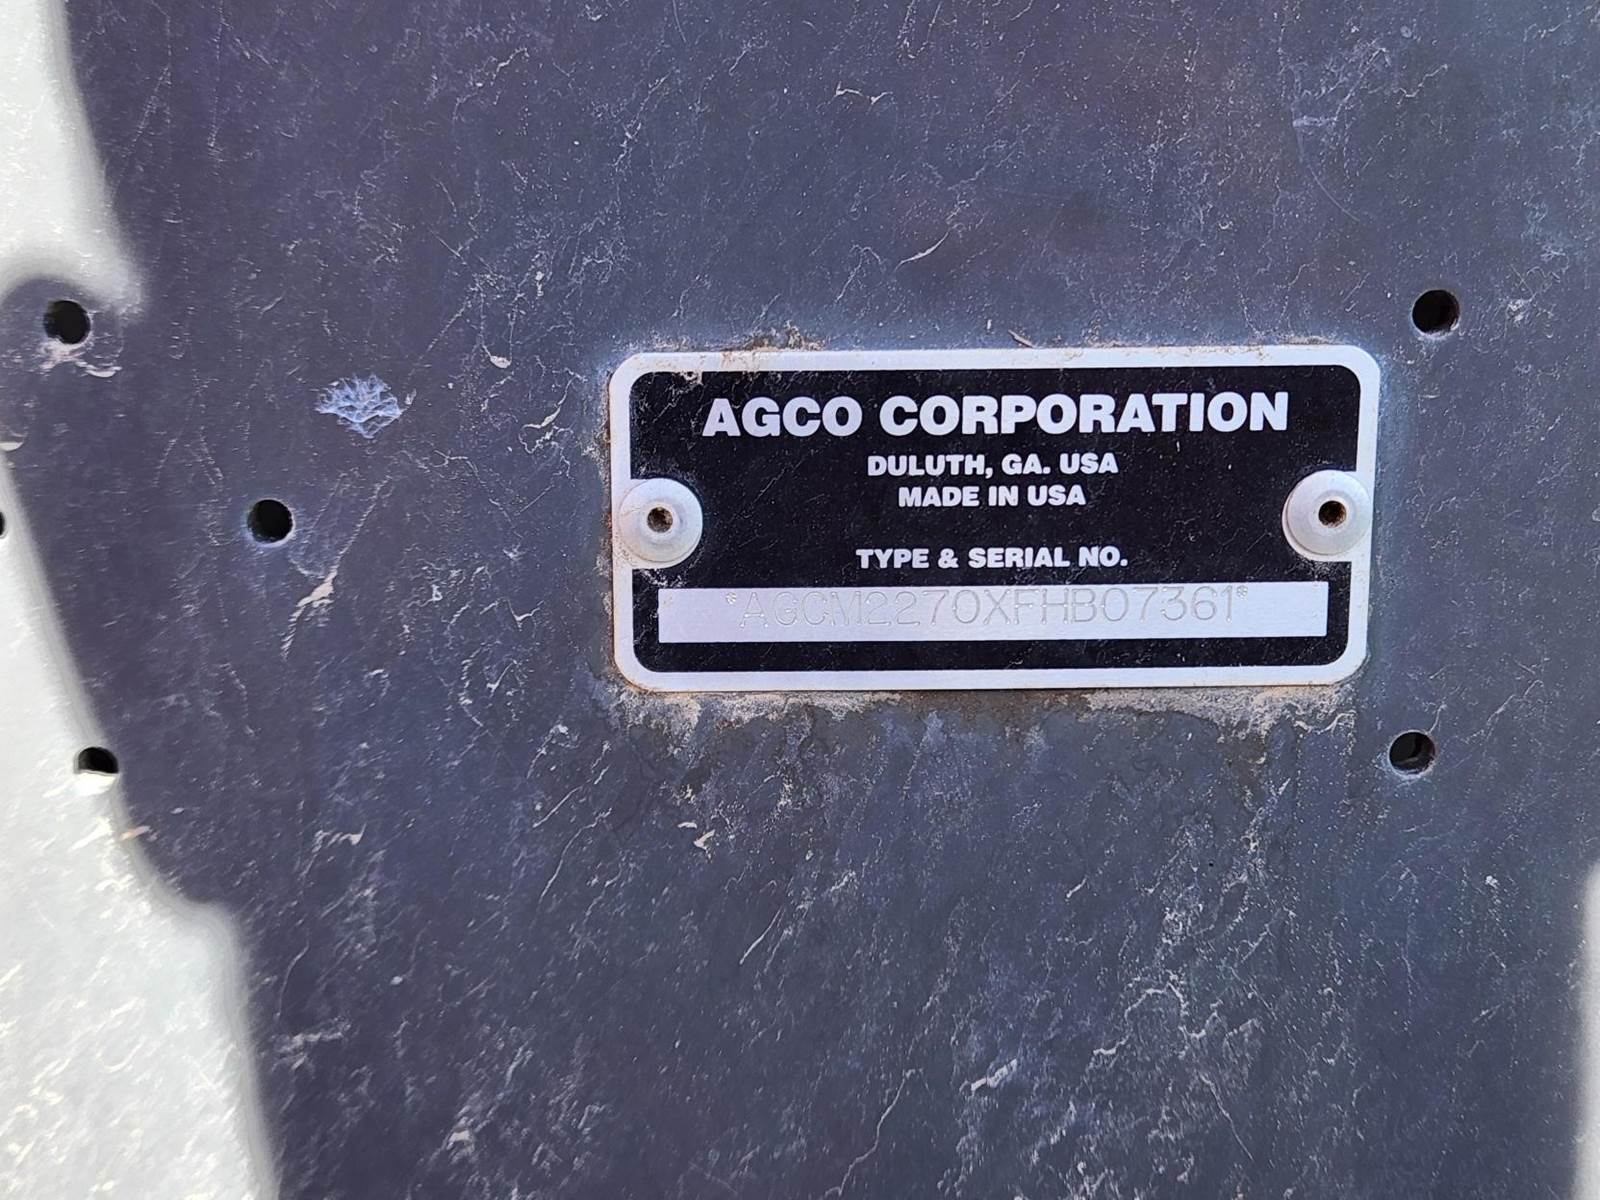 AGCO CORPORATION
DULUTH, GA. USA
MADE IN USA
TYPE & SERIAL NO.
*AGCM2270XFHB07361*